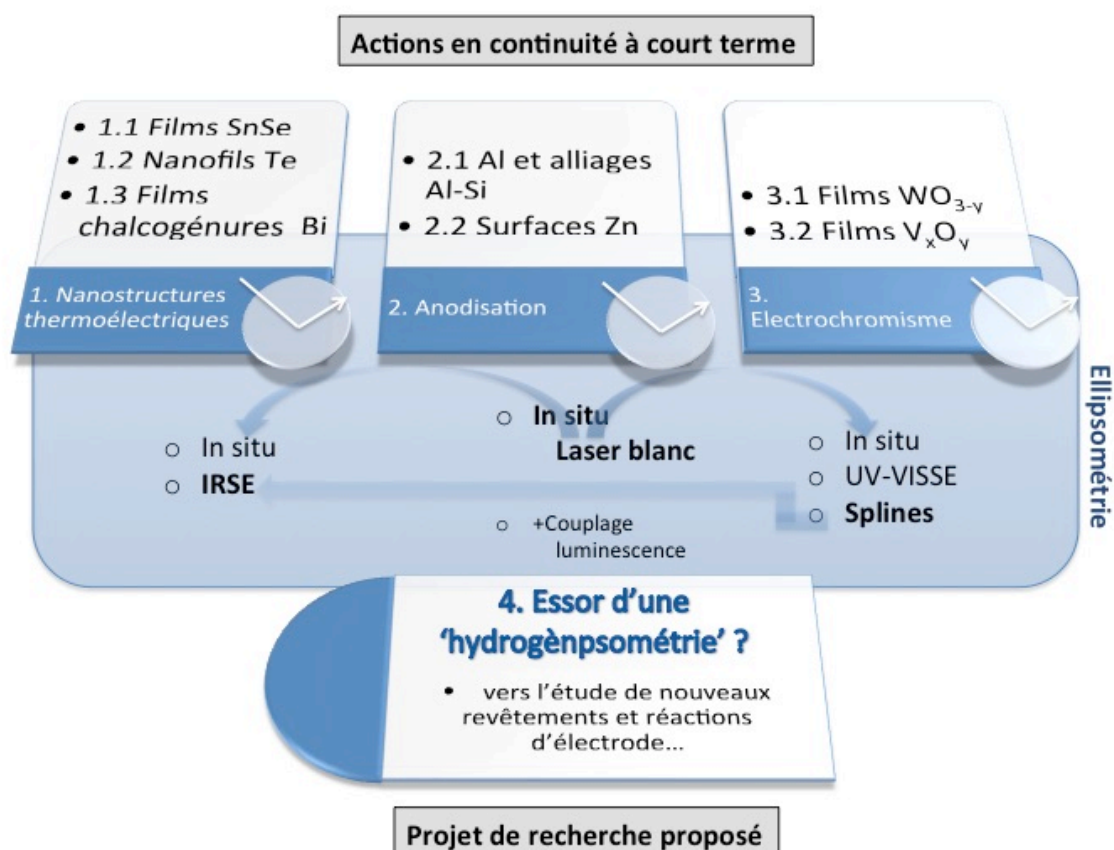 Actions en continuité à court terme
• 1.1 Films SnSe
• 1.2 Nanofils Te
• 1.3 Films
chalcogénures Bi
1. Nanostructures
thermoélectriques
• 2.1 Al et alliages
Al-Si
• 2.2 Surfaces Zn
2. Anodisation
• 3.1 Films WO3-y
• 3.2 Films VxOy
3.
Electrochromisme
Ellipsométrie
o In situ
o IRSE
o In situ
Laser blanc
o +Couplage
luminescence
o In situ
o UV-VISSE
o Splines
4. Essor d’une
‘hydrogènpsométrie’ ?
• vers l’étude de nouveaux
revêtements et réactions
d’électrode...
Projet de recherche proposé